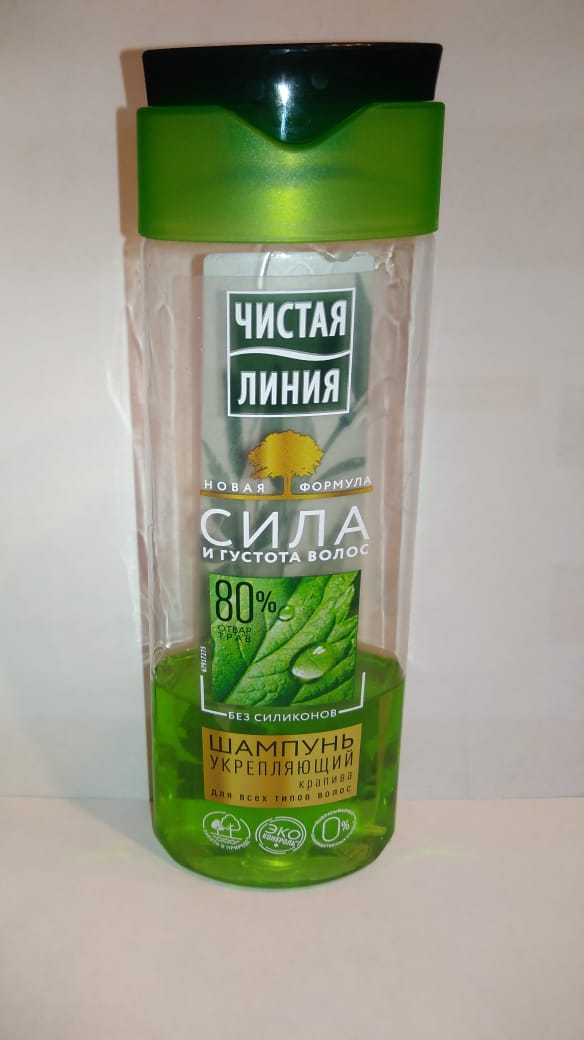 ЧИСТАЯ
ЛИНИЯ
НОВАЯ ФОРМУЛА
СИЛА
И ГУСТОТА ВОЛОС
80%
ОТВАР
ТРАВ
БЕЗ СИЛИКОНОВ
ШАМПУНЬ
УКРЕПЛЯЮЩИЙ
крапива
для всех типов волос
ЭКО
КОНТРОЛЬ
0%